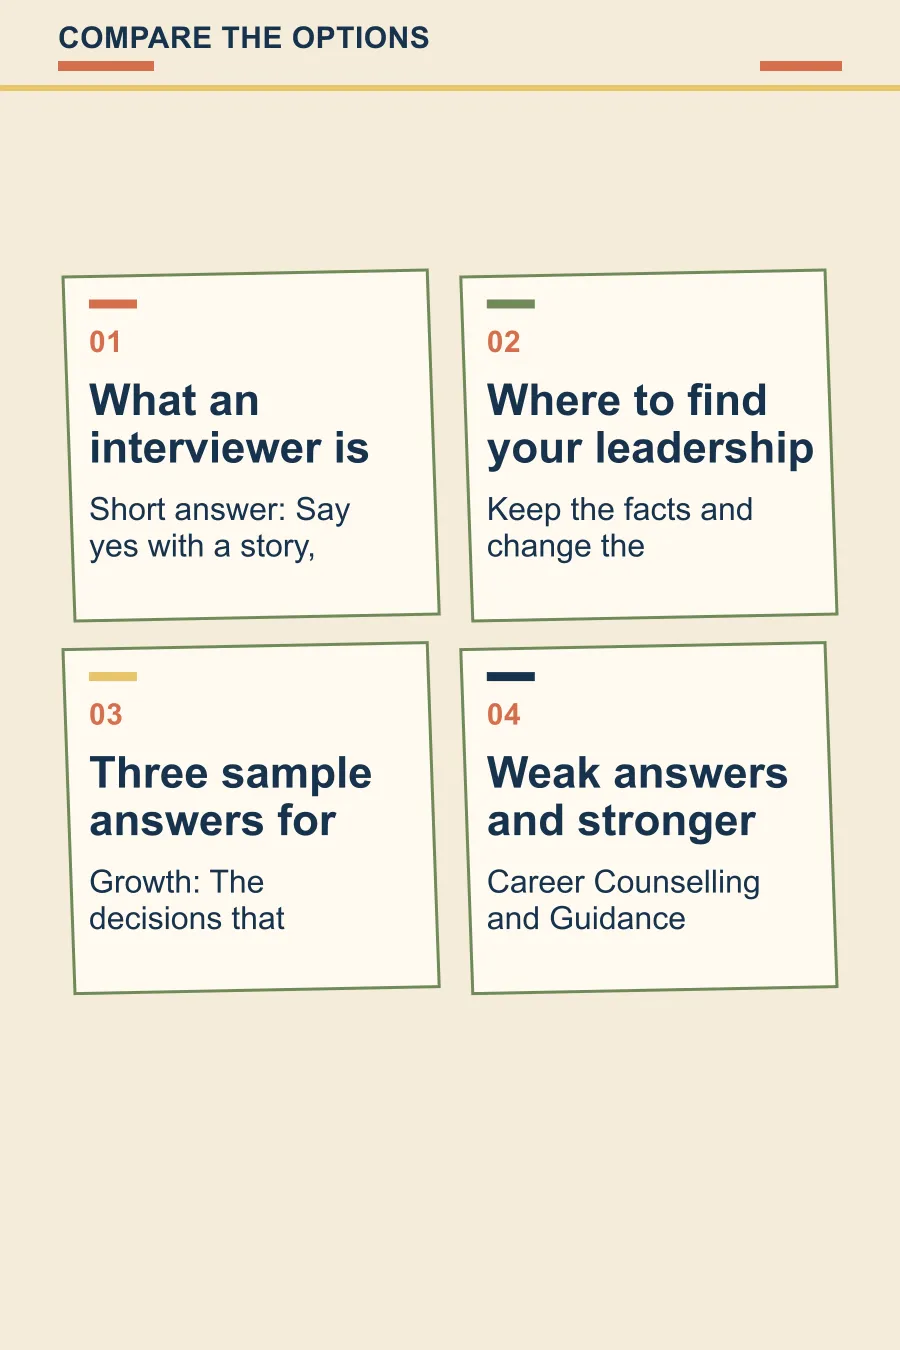 COMPARE THE OPTIONS
01
What an
interviewer is
Short answer: Say
yes with a story,
02
Where to find
your leadership
Keep the facts and
change the
03
Three sample
answers for
Growth: The
decisions that
04
Weak answers
and stronger
Career Counselling
and Guidance